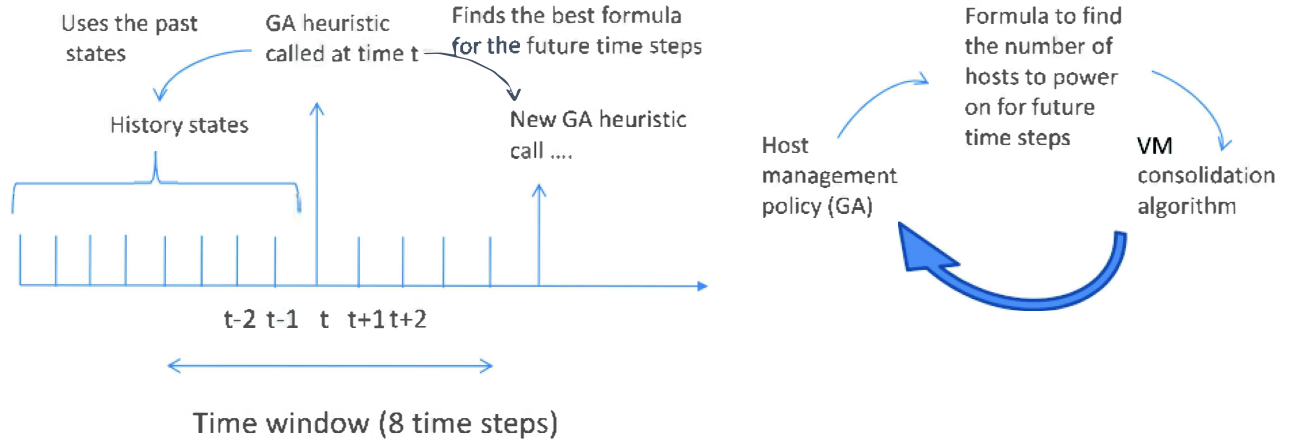 Uses the past
states
GA heuristic
called at time t
Finds the best formula
for the future time steps
History states
New GA heuristic
call ....
t-2 t-1 t t+1 t+2
Time window (8 time steps)
Formula to find
the number of
hosts to power
on for future
time steps
Host
management
policy (GA)
VM
consolidation
algorithm